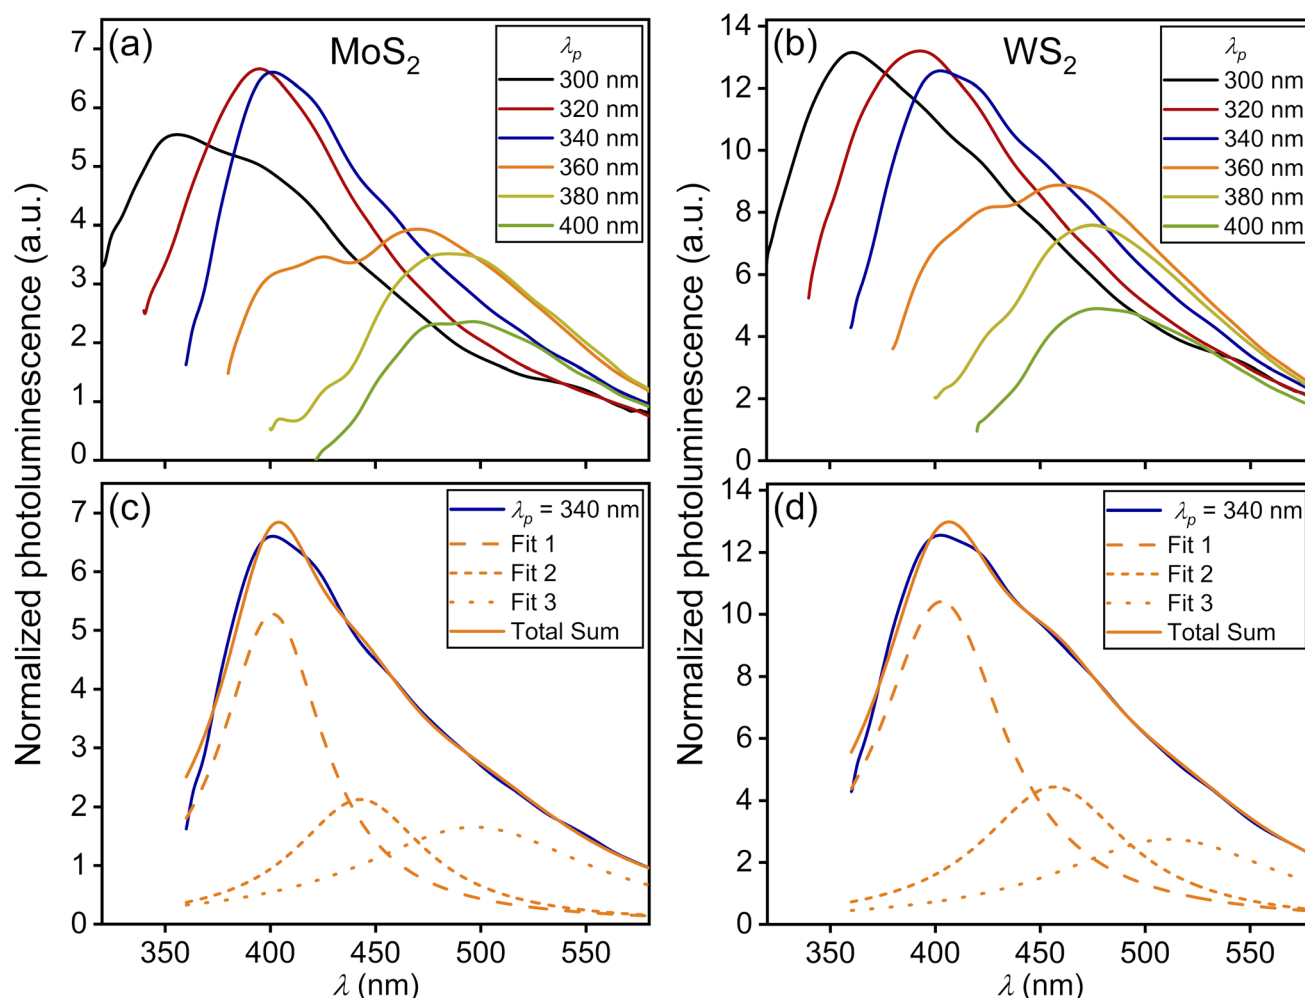 Normalized photoluminescence (a.u.)
(a)
MoS2
λp
300 nm
320 nm
340 nm
360 nm
380 nm
400 nm
7
6
5
4
3
2
1
0
Normalized photoluminescence (a.u.)
(b)
WS2
λp
300 nm
320 nm
340 nm
360 nm
380 nm
400 nm
14
12
10
8
6
4
2
0
(c)
λp = 340 nm
Fit 1
Fit 2
Fit 3
Total Sum
7
6
5
4
3
2
1
0
350 400 450 500 550
λ (nm)
(d)
λp = 340 nm
Fit 1
Fit 2
Fit 3
Total Sum
14
12
10
8
6
4
2
0
350 400 450 500 550
λ (nm)